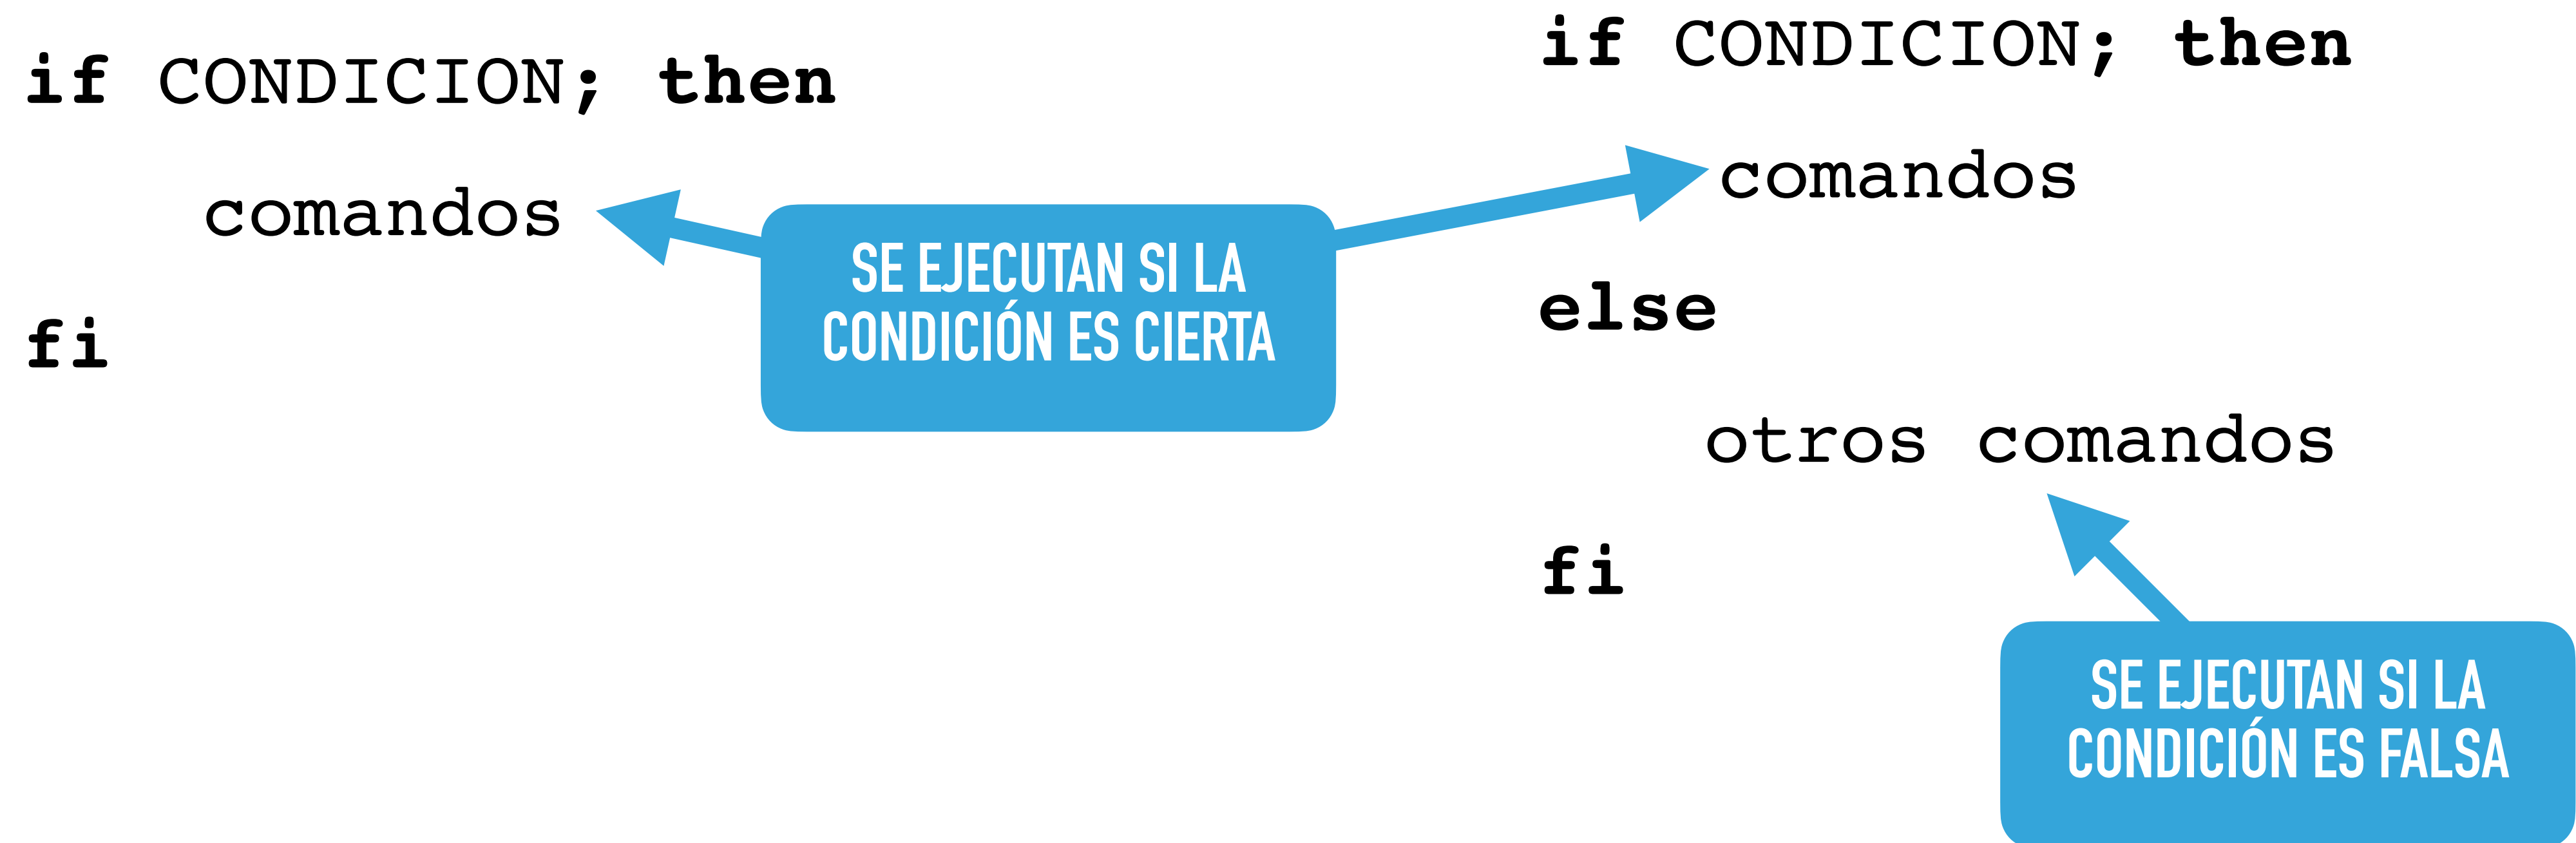 if CONDICION; then
comandos
fi
SE EJECUTAN SI LA
CONDICIÓN ES CIERTA
if CONDICION; then
comandos
else
otros comandos
fi
SE EJECUTAN SI LA
CONDICIÓN ES FALSA